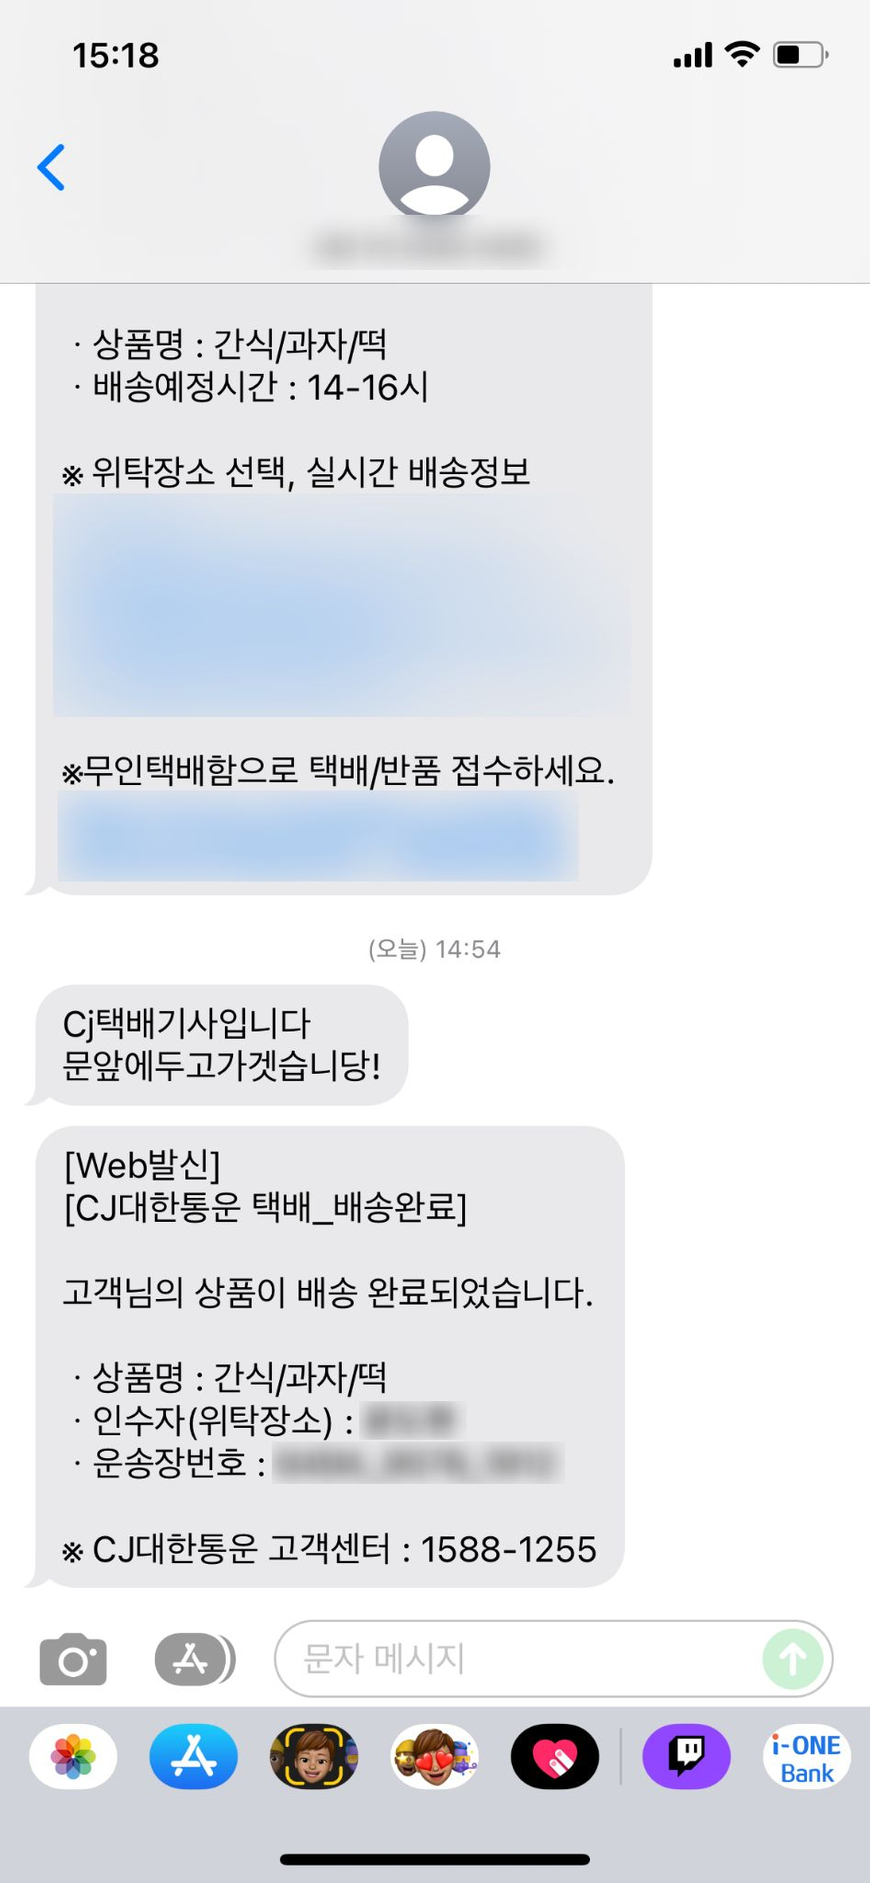 15:18
· 상품명 : 간식/과자/떡
· 배송예정시간 : 14-16시
※ 위탁장소 선택, 실시간 배송정보
※무인택배함으로 택배/반품 접수하세요.
(오늘) 14:54
Cj택배기사입니다
문앞에두고가겟습니당!
[Web발신]
[CJ대한통운 택배_배송완료]
고객님의 상품이 배송 완료되었습니다.
· 상품명 : 간식/과자/떡
· 인수자(위탁장소) :
· 운송장번호 :
※ CJ대한통운 고객센터 : 1588-1255
문자 메시지
i-ONE
Bank